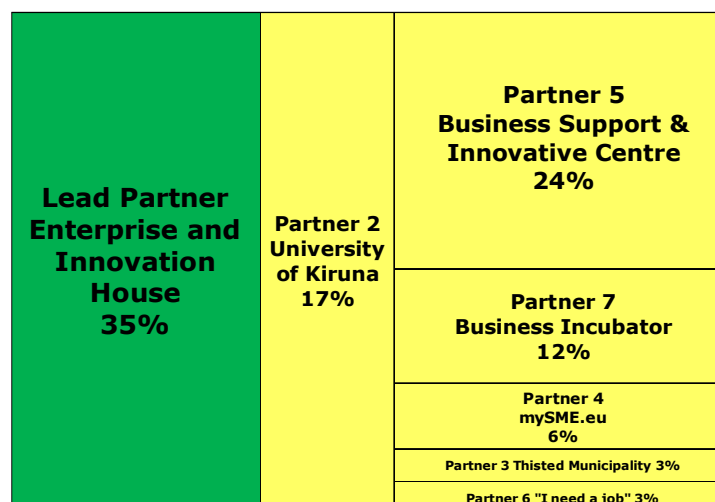 Lead Partner
Enterprise and
Innovation
House
35%
Partner 2
University
of Kiruna
17%
Partner 5
Business Support &
Innovative Centre
24%
Partner 7
Business Incubator
12%
Partner 4
mySME.eu
6%
Partner 3 Thisted Municipality 3%
Partner 6 "I need a job" 3%